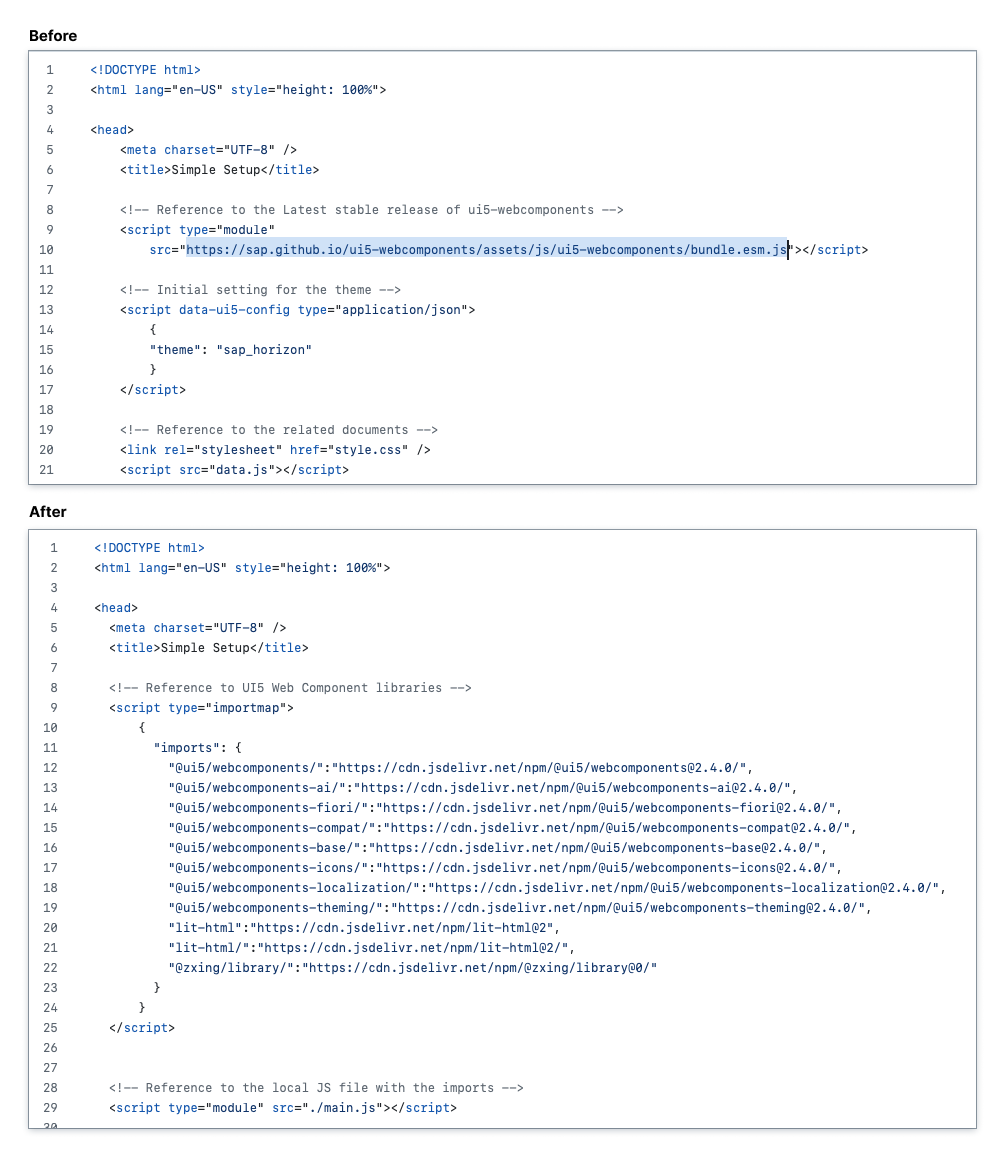 Before
1 <!DOCTYPE html>
2 <html lang="en-US" style="height: 100%">
3
4 <head>
5 <meta charset="UTF-8" />
6 <title>Simple Setup</title>
7
8 <!-- Reference to the Latest stable release of ui5-webcomponents -->
9 <script type="module"
10 src="https://sap.github.io/ui5-webcomponents/assets/js/ui5-webcomponents/bundle.esm.js"></script>
11
12 <!-- Initial setting for the theme -->
13 <script data-ui5-config type="application/json">
14 {
15 "theme": "sap_horizon"
16 }
17 </script>
18
19 <!-- Reference to the related documents -->
20 <link rel="stylesheet" href="style.css" />
21 <script src="data.js"></script>
After
1 <!DOCTYPE html>
2 <html lang="en-US" style="height: 100%">
3
4 <head>
5 <meta charset="UTF-8" />
6 <title>Simple Setup</title>
7
8 <!-- Reference to UI5 Web Component libraries -->
9 <script type="importmap">
10 {
11 "imports": {
12 "@ui5/webcomponents/":"https://cdn.jsdelivr.net/npm/@ui5/webcomponents@2.4.0/",
13 "@ui5/webcomponents-ai/":"https://cdn.jsdelivr.net/npm/@ui5/webcomponents-ai@2.4.0/",
14 "@ui5/webcomponents-fiori/":"https://cdn.jsdelivr.net/npm/@ui5/webcomponents-fiori@2.4.0/",
15 "@ui5/webcomponents-compat/":"https://cdn.jsdelivr.net/npm/@ui5/webcomponents-compat@2.4.0/",
16 "@ui5/webcomponents-base/":"https://cdn.jsdelivr.net/npm/@ui5/webcomponents-base@2.4.0/",
17 "@ui5/webcomponents-icons/":"https://cdn.jsdelivr.net/npm/@ui5/webcomponents-icons@2.4.0/",
18 "@ui5/webcomponents-localization/":"https://cdn.jsdelivr.net/npm/@ui5/webcomponents-localization@2.4.0/",
19 "@ui5/webcomponents-theming/":"https://cdn.jsdelivr.net/npm/@ui5/webcomponents-theming@2.4.0/",
20 "lit-html":"https://cdn.jsdelivr.net/npm/lit-html@2",
21 "lit-html/":"https://cdn.jsdelivr.net/npm/lit-html@2/",
22 "@zxing/library/":"https://cdn.jsdelivr.net/npm/@zxing/library@0/"
23 }
24 }
25 </script>
26
27
28 <!-- Reference to the local JS file with the imports -->
29 <script type="module" src="./main.js"></script>
30